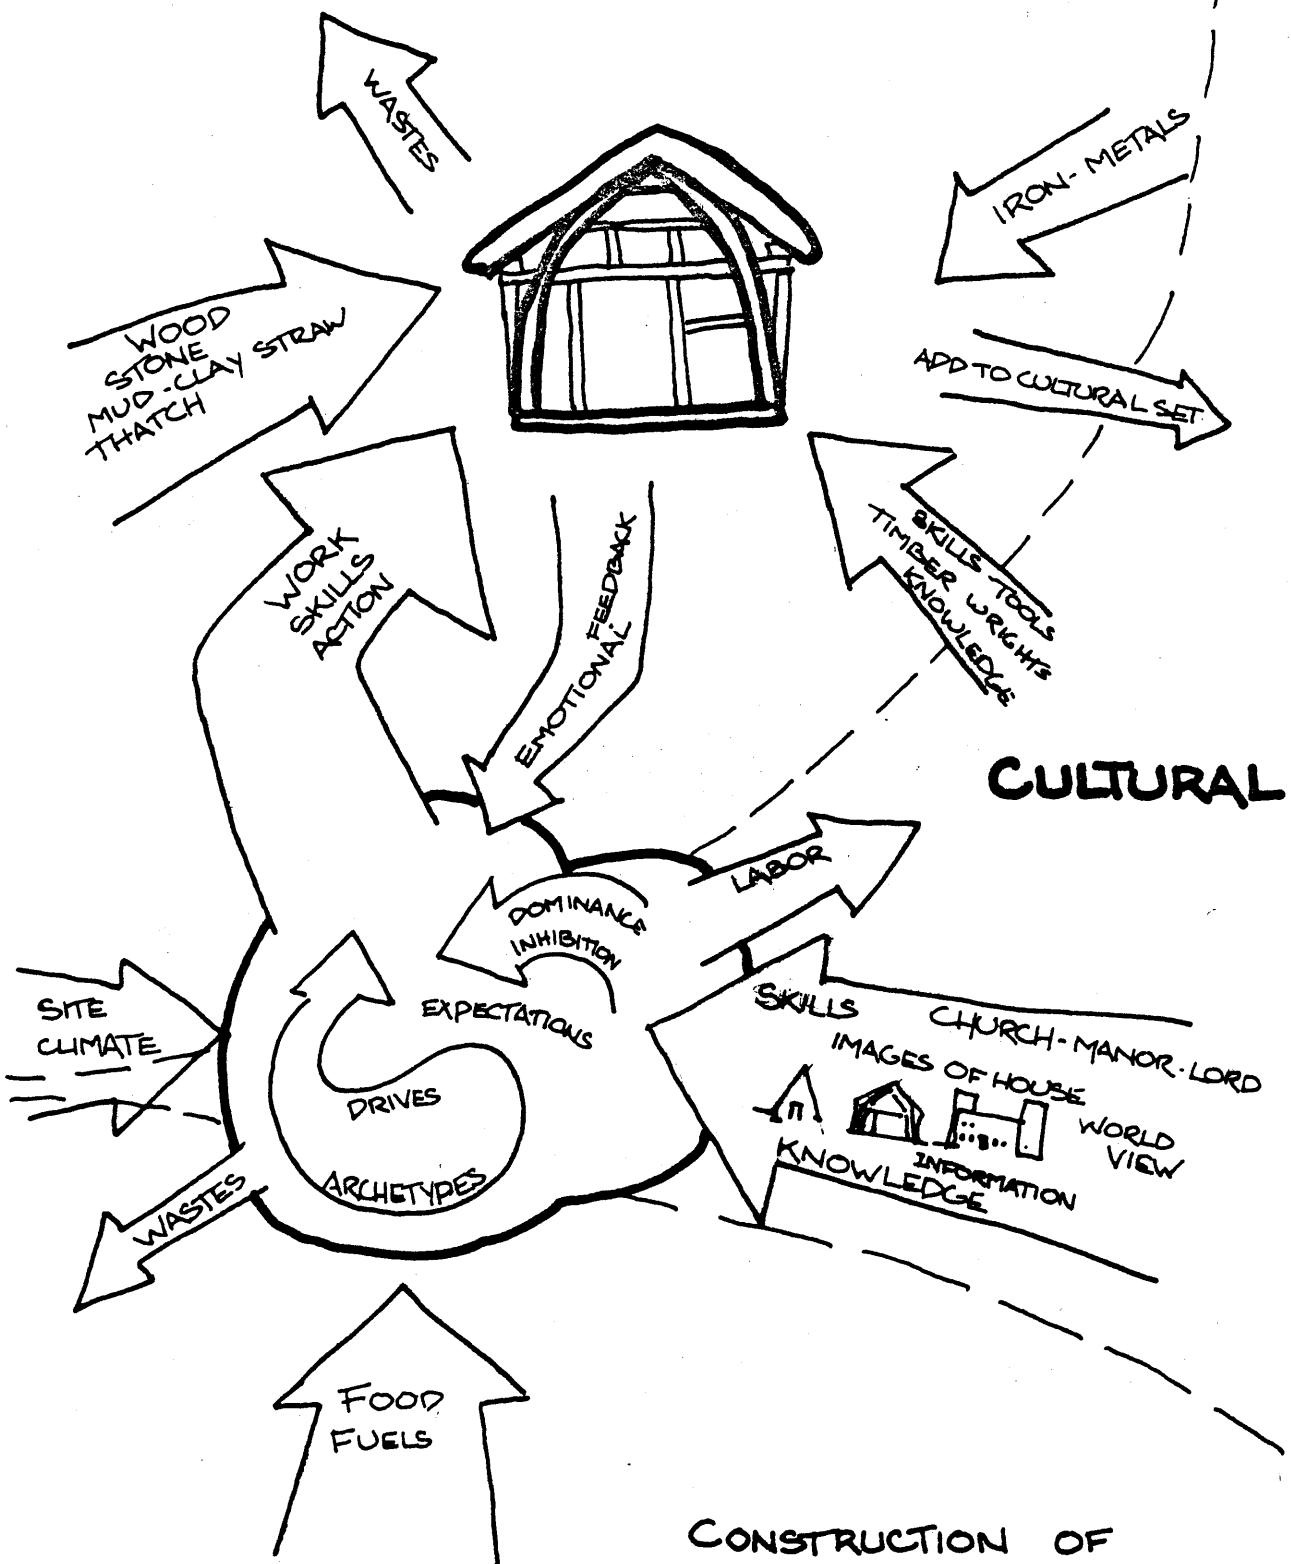 WASTES
IRON-METALS
WOOD
STONE
MUD-CLAY STRAW
THATCH
ADD TO CULTURAL SET
WORK
SKILLS
ACTION
EMOTIONAL FEEDBACK
SKILLS TOOLS
TIMBER WRIGHTS
KNOWLEDGE
CULTURAL
LABOR
DOMINANCE
INHIBITION
EXPECTATIONS
SITE
CLIMATE
DRIVES
ARCHETYPES
SKILLS
CHURCH-MANOR-LORD
IMAGES OF HOUSE
WORLD
VIEW
KNOWLEDGE
INFORMATION
WASTES
FOOD
FUELS
CONSTRUCTION OF